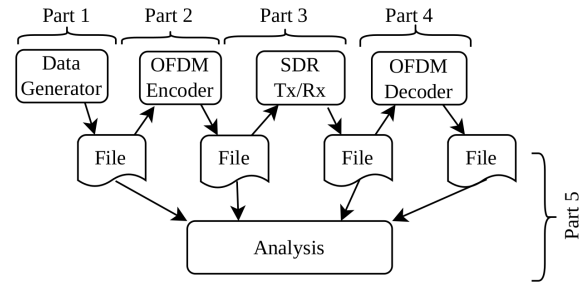 Part 1
Part 2
Part 3
Part 4
Data
Generator
OFDM
Encoder
SDR
Tx/Rx
OFDM
Decoder
File
File
File
File
Part 5
Analysis